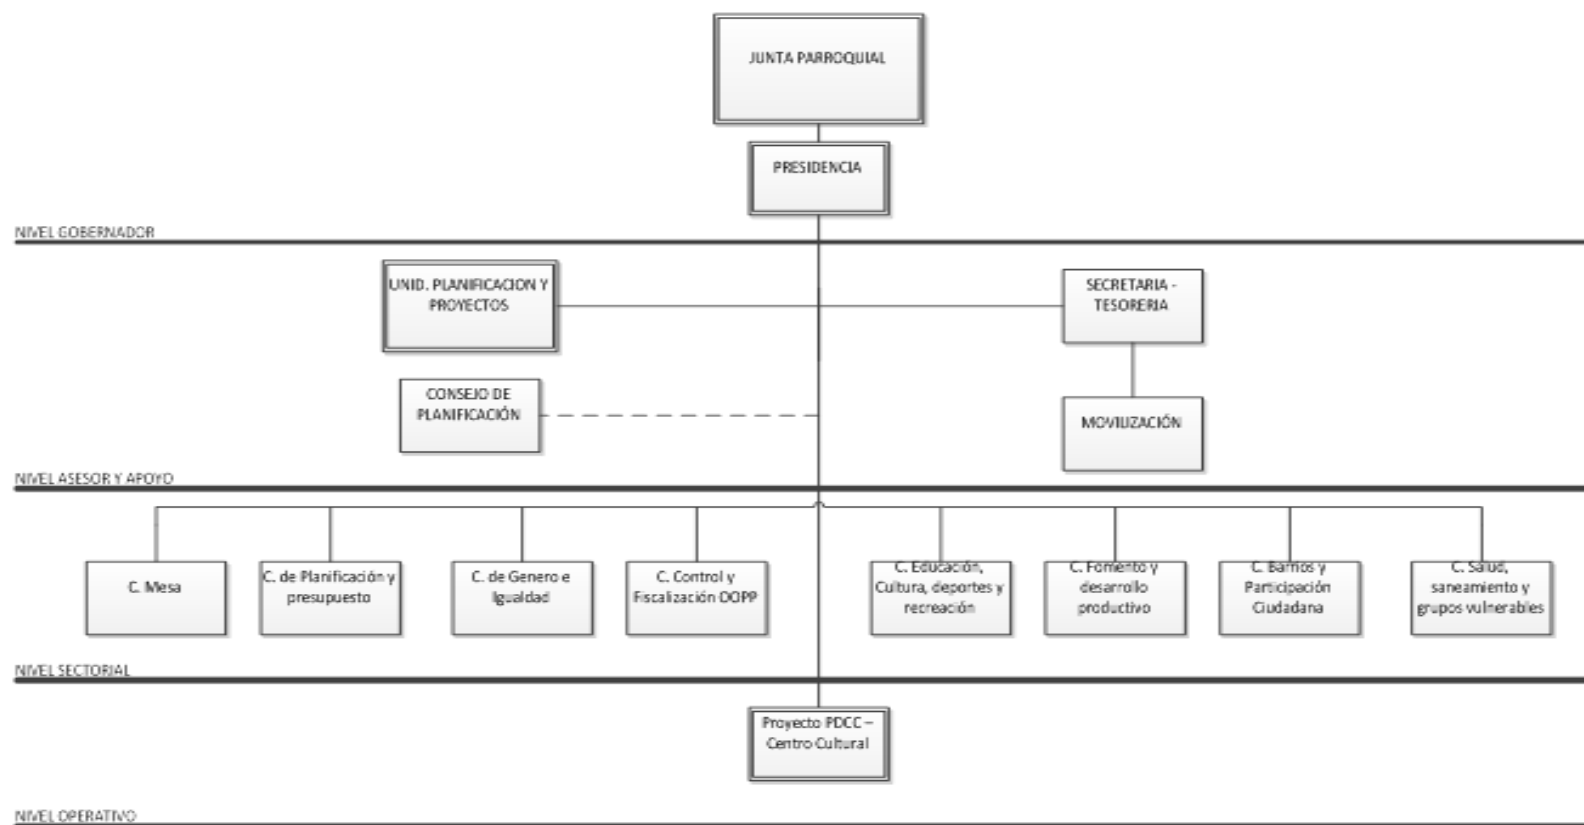 JUNTA PARROQUIAL
PRESIDENCIA
NIVEL GOBERNADOR
UNID. PLANIFICACION Y
PROYECTOS
SECRETARIA -
TESORERIA
CONSEJO DE
PLANIFICACIÓN
MOVILIZACIÓN
NIVEL ASESOR Y APOYO
C. Mesa
C. de Planificación y
presupuesto
C. de Genero e
Igualdad
C. Control y
Fiscalización OOPP
C. Educación,
Cultura, deportes y
recreación
C. Fomento y
desarrollo
productivo
C. Barrios y
Participación
Ciudadana
C. Salud,
saneamiento y
grupos vulnerables
NIVEL SECTORIAL
Proyecto PDCC –
Centro Cultural
NIVEL OPERATIVO